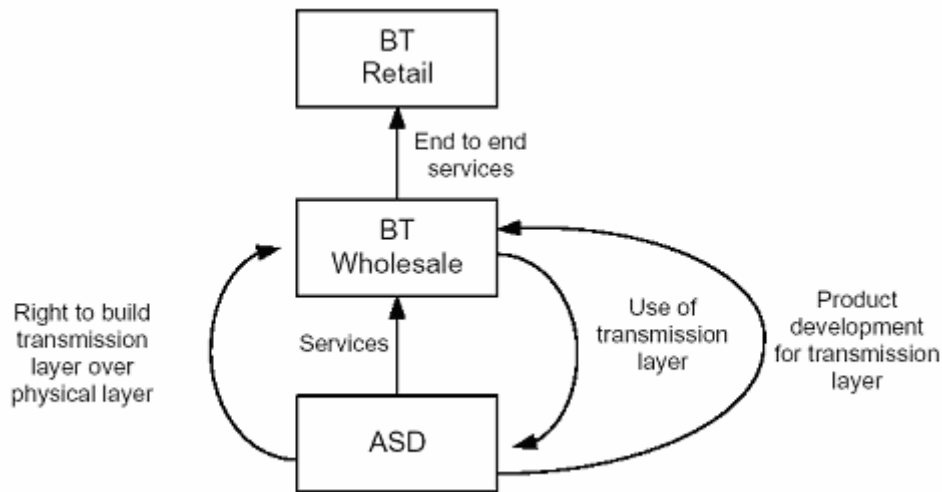 BT
Retail
End to end
services
BT
Wholesale
Right to build
transmission
layer over
physical layer
Services
Use of
transmission
layer
Product
development
for transmission
layer
ASD